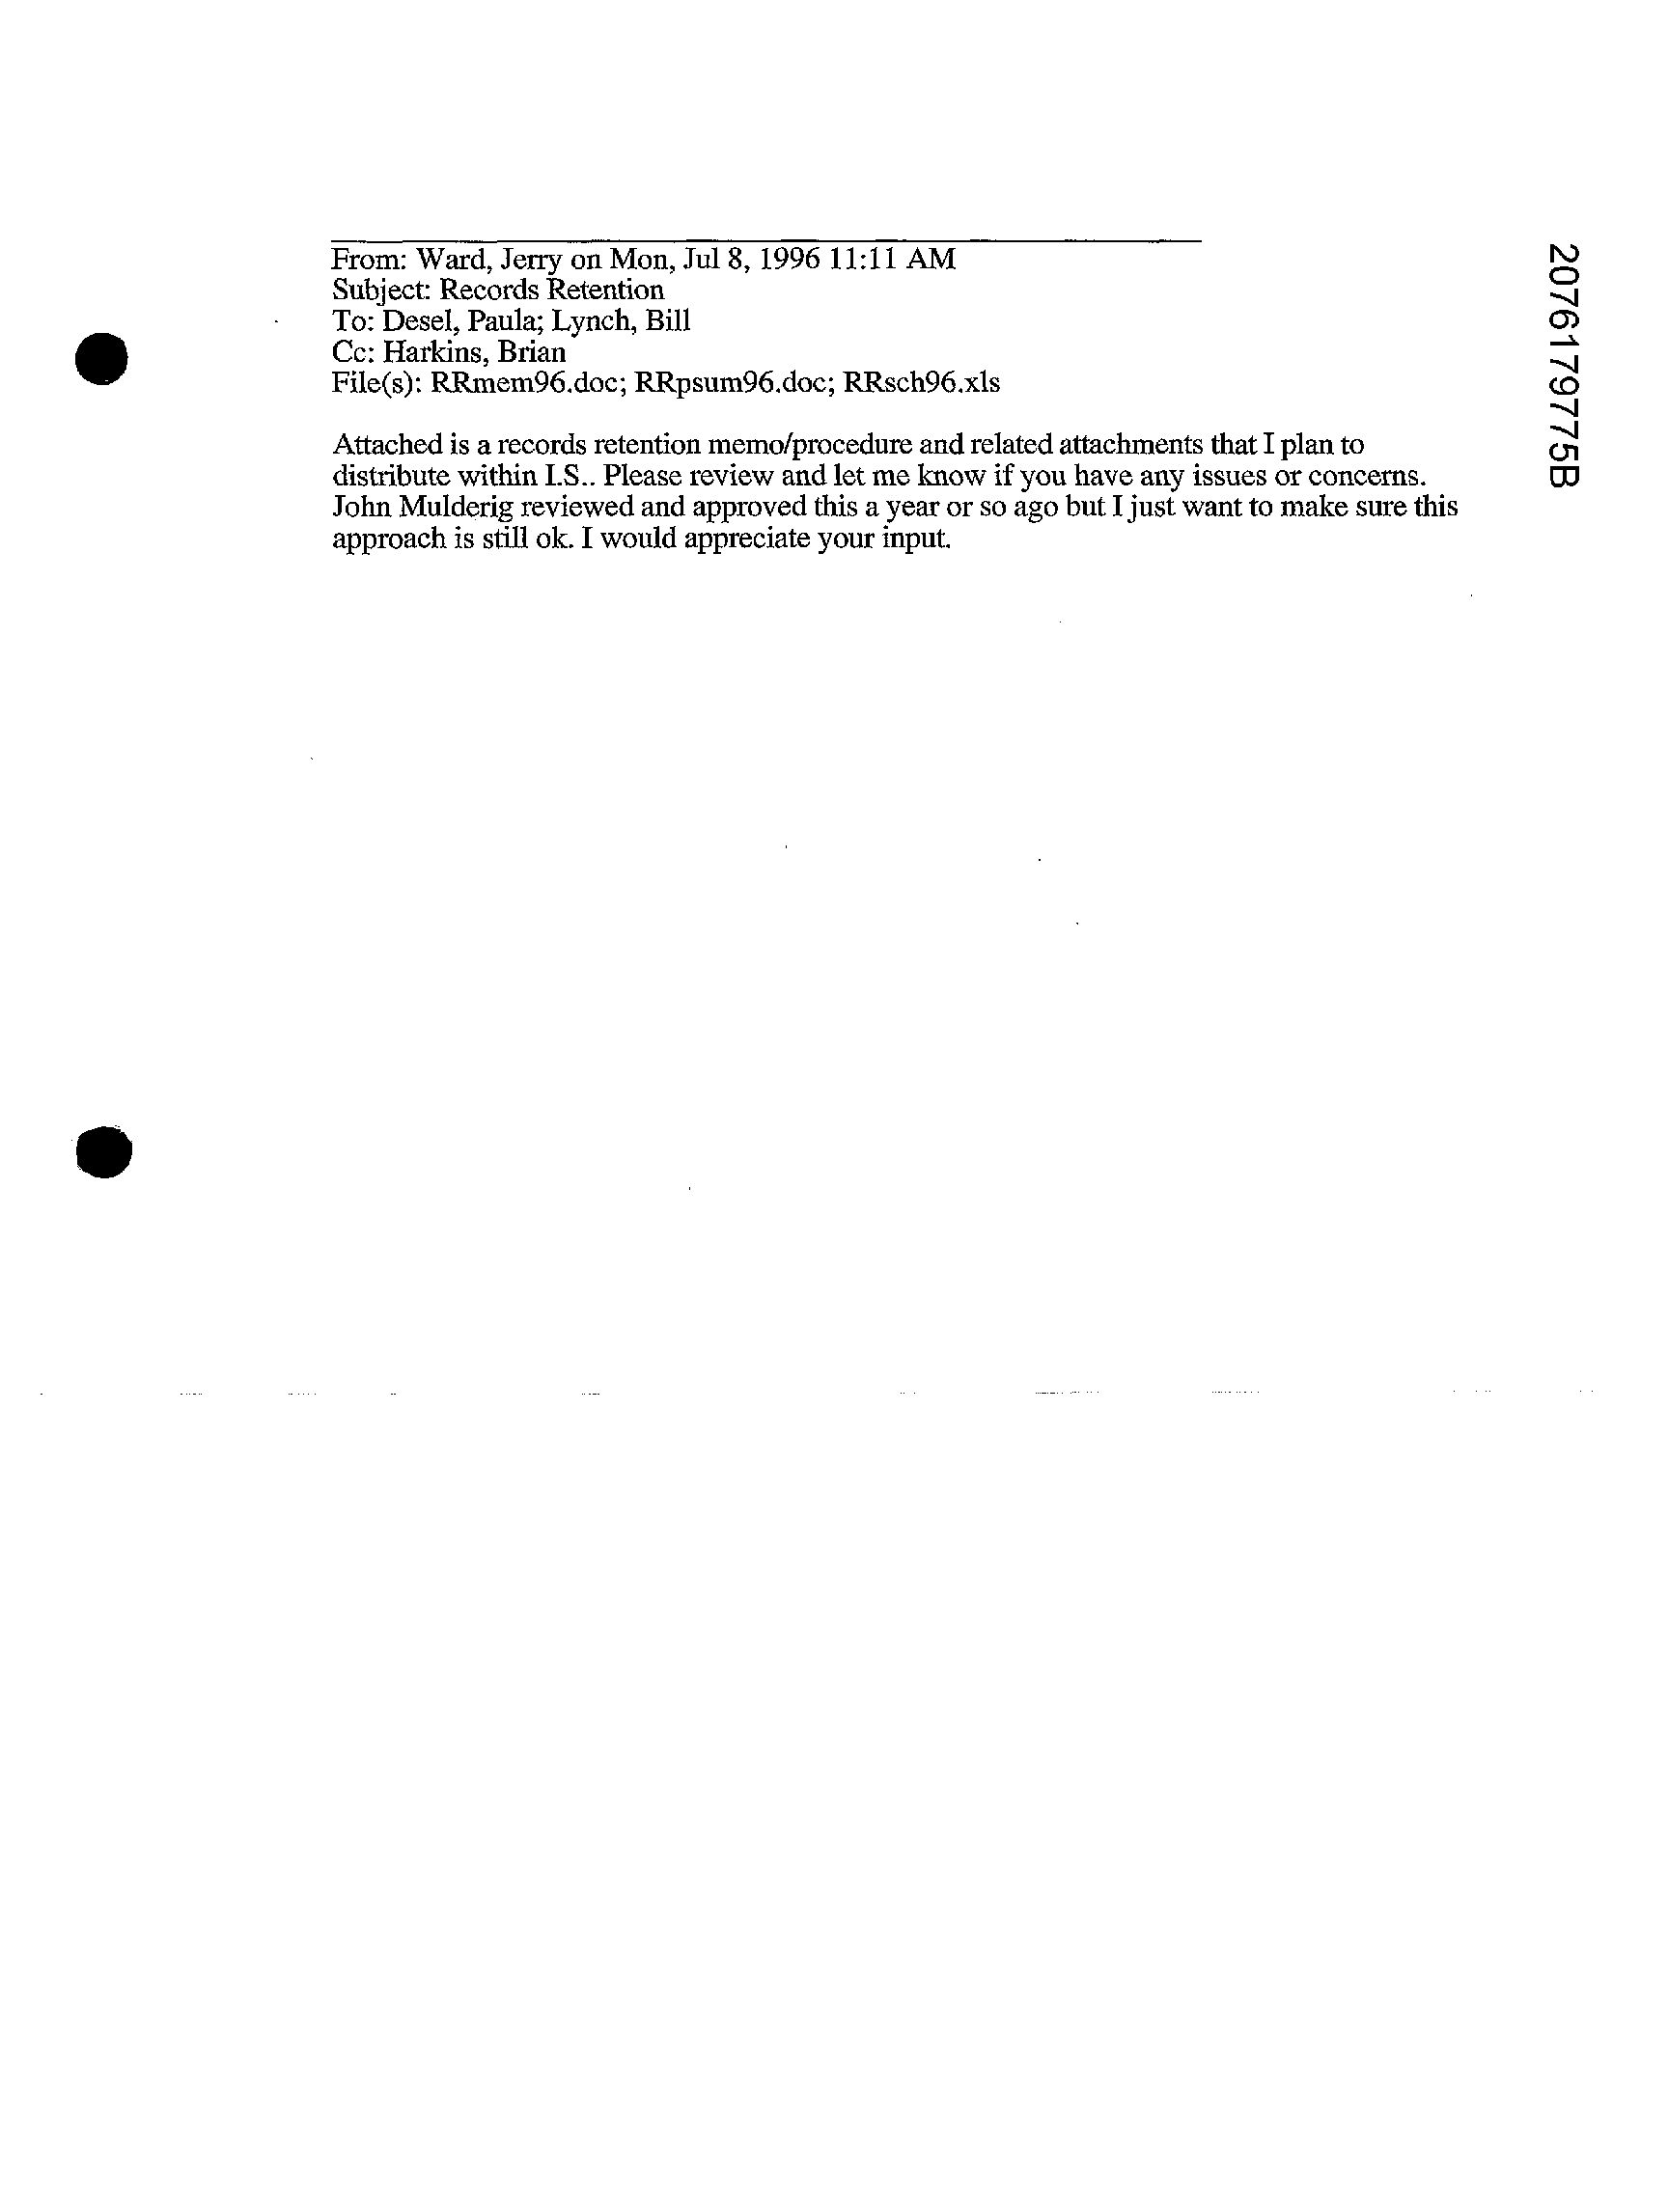 From: Ward, Jerry on Mon, Jul 8, 1996 11:11 AM
Subject: Records Retention
To: Desel, Paula; Lynch, Bill
Cc: Harkins, Brian
File(s): RRmem96.doc; RRpsum96.doc; RRsch96.xls
Attached is a records retention memo/procedure and related attachments that I plan to
distribute within I.S.. Please review and let me know if you have any issues or concerns.
John Mulderig reviewed and approved this a year or so ago but I just want to make sure this
approach is still ok. I would appreciate your input.
2076179775B